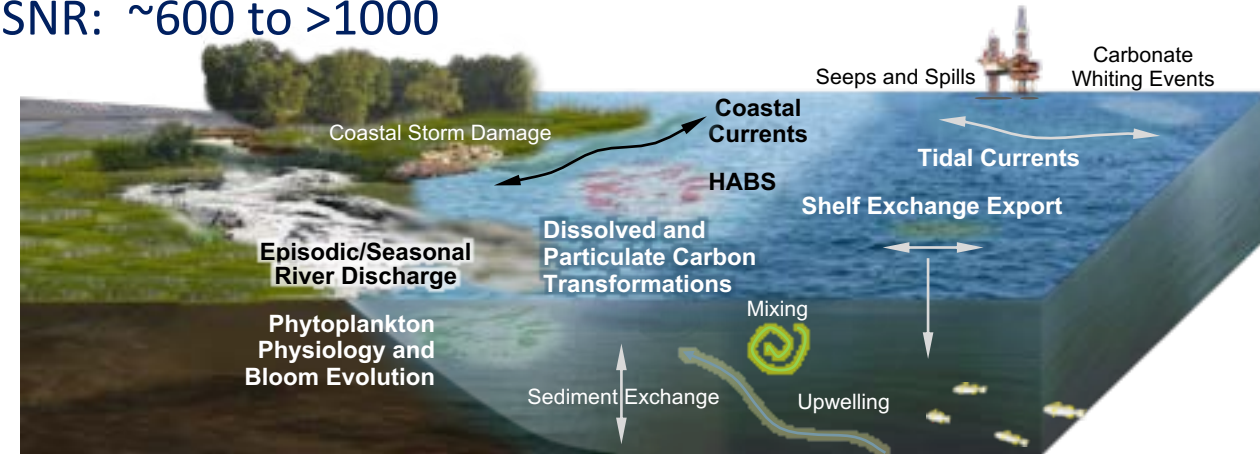 SNR: ~600 to >1000
Carbonate
Whiting Events
Seeps and Spills
Coastal
Currents
Coastal Storm Damage
Tidal Currents
HABS
Shelf Exchange Export
Dissolved and
Particulate Carbon
Transformations
Episodic/Seasonal
River Discharge
Mixing
Phytoplankton
Physiology and
Bloom Evolution
Sediment Exchange
Upwelling